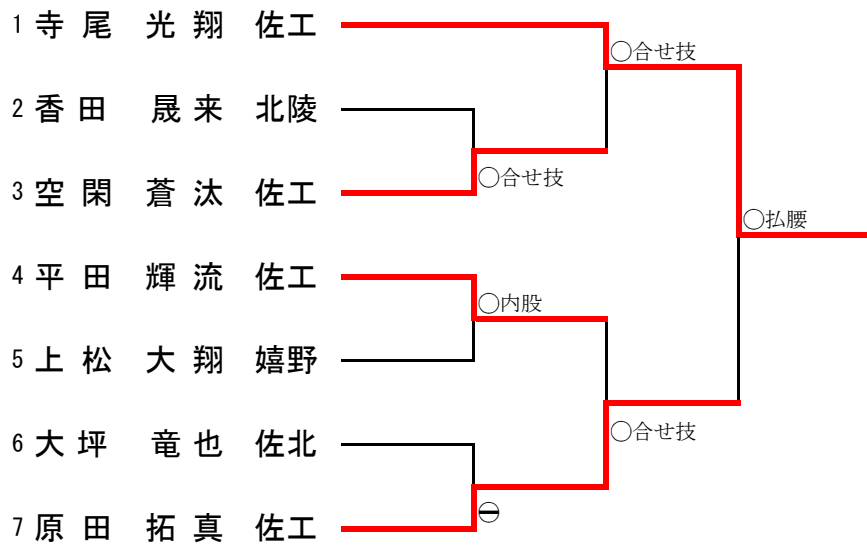 1 寺尾 光翔 佐工
○合せ技
2 香田 晟来 北陵
3 空閑 蒼汰 佐工
○合せ技
○払腰
4 平田 輝流 佐工
○内股
5 上松 大翔 嬉野
6 大坪 竜也 佐北
○合せ技
7 原田 拓真 佐工
⊖